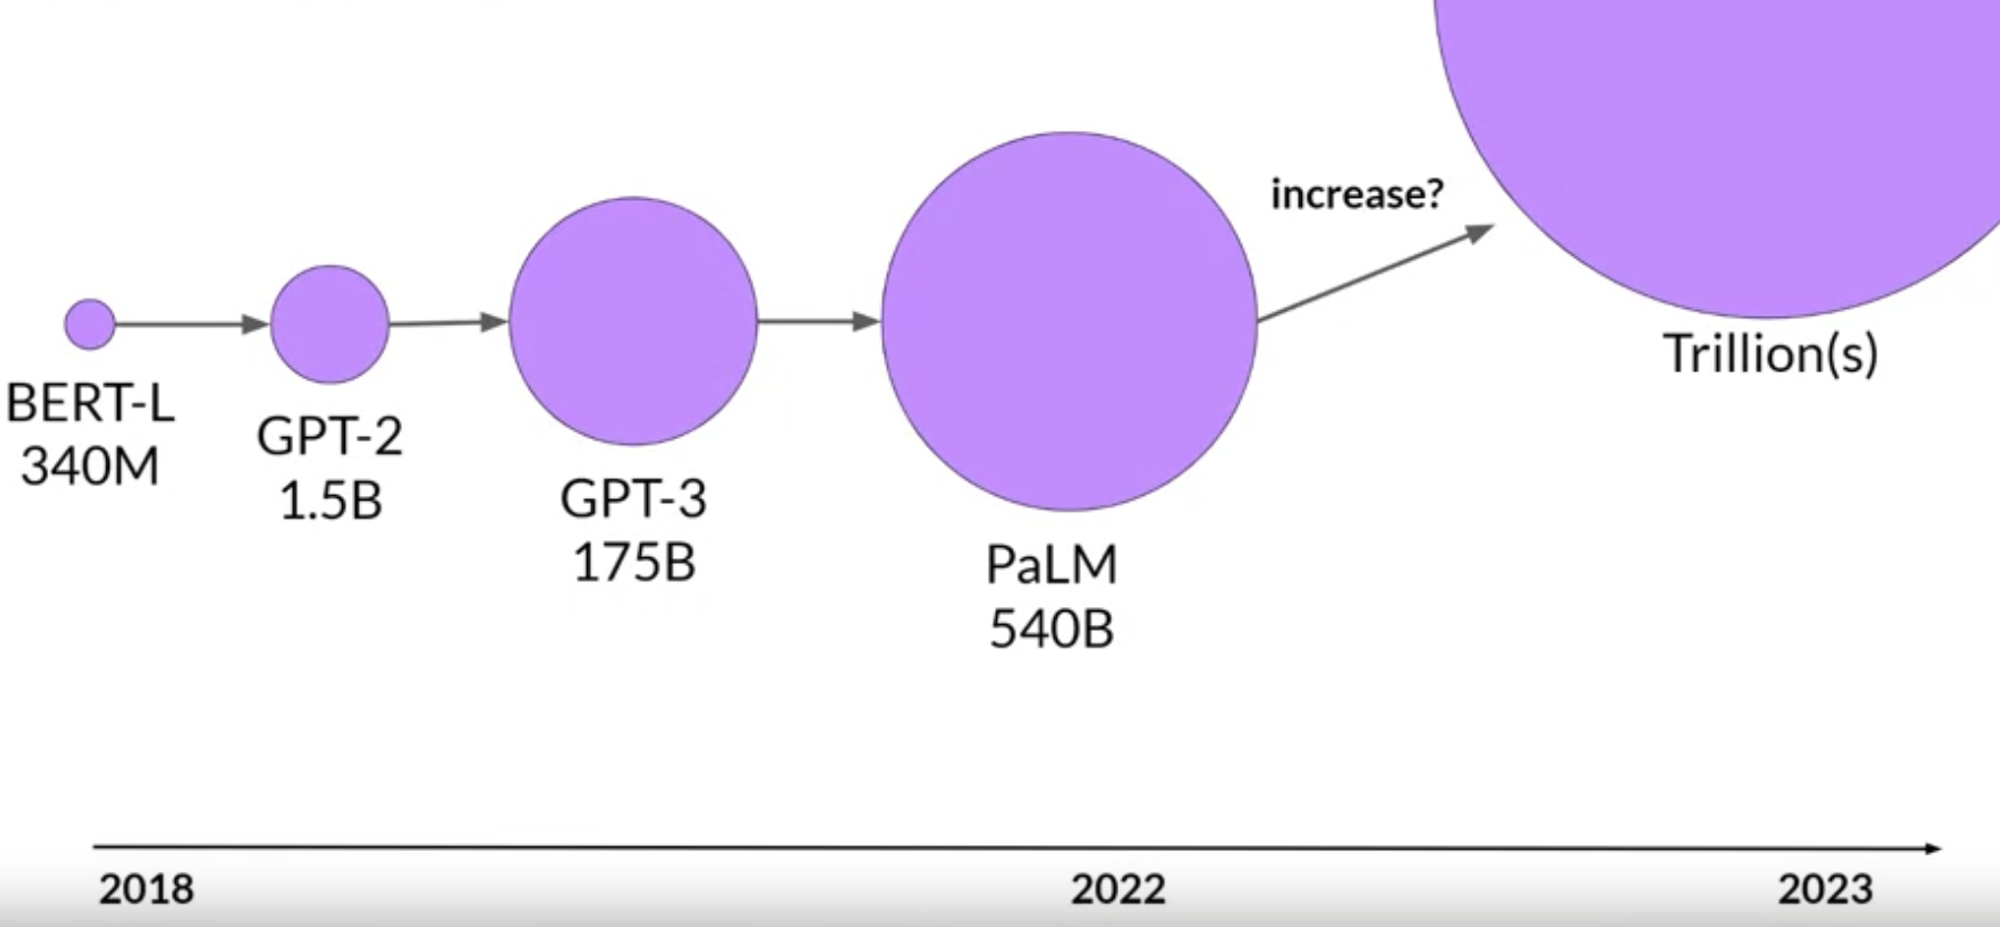 increase?
Trillion(s)
BERT-L
340M
GPT-2
1.5B
GPT-3
175B
PaLM
540B
2018
2022
2023